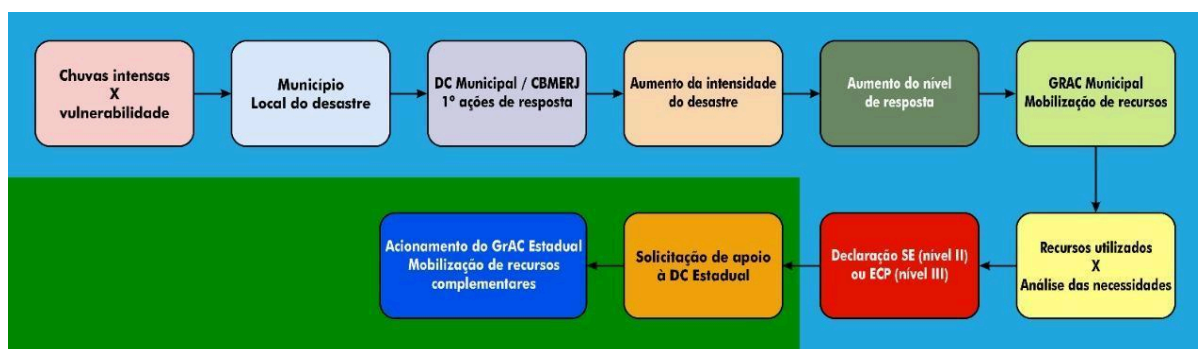 Chuvas intensas
X
vulnerabilidade
Município
Local do desastre
DC Municipal / CBMERJ
1º ações de resposta
Aumento da intensidade
do desastre
Aumento do nível
de resposta
GRAC Municipal
Mobilização de recursos
Recursos utilizados
X
Análise das necessidades
Declaração SE (nível II)
ou ECP (nível III)
Solicitação de apoio
à DC Estadual
Acionamento do GrAC Estadual
Mobilização de recursos
complementares